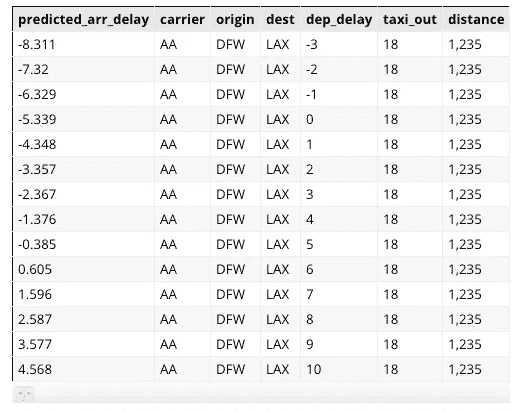 predicted_arr_delay carrier origin dest dep_delay taxi_out distance
-8.311 AA DFW LAX -3 18 1,235
-7.32 AA DFW LAX -2 18 1,235
-6.329 AA DFW LAX -1 18 1,235
-5.339 AA DFW LAX 0 18 1,235
-4.348 AA DFW LAX 1 18 1,235
-3.357 AA DFW LAX 2 18 1,235
-2.367 AA DFW LAX 3 18 1,235
-1.376 AA DFW LAX 4 18 1,235
-0.385 AA DFW LAX 5 18 1,235
0.605 AA DFW LAX 6 18 1,235
1.596 AA DFW LAX 7 18 1,235
2.587 AA DFW LAX 8 18 1,235
3.577 AA DFW LAX 9 18 1,235
4.568 AA DFW LAX 10 18 1,235